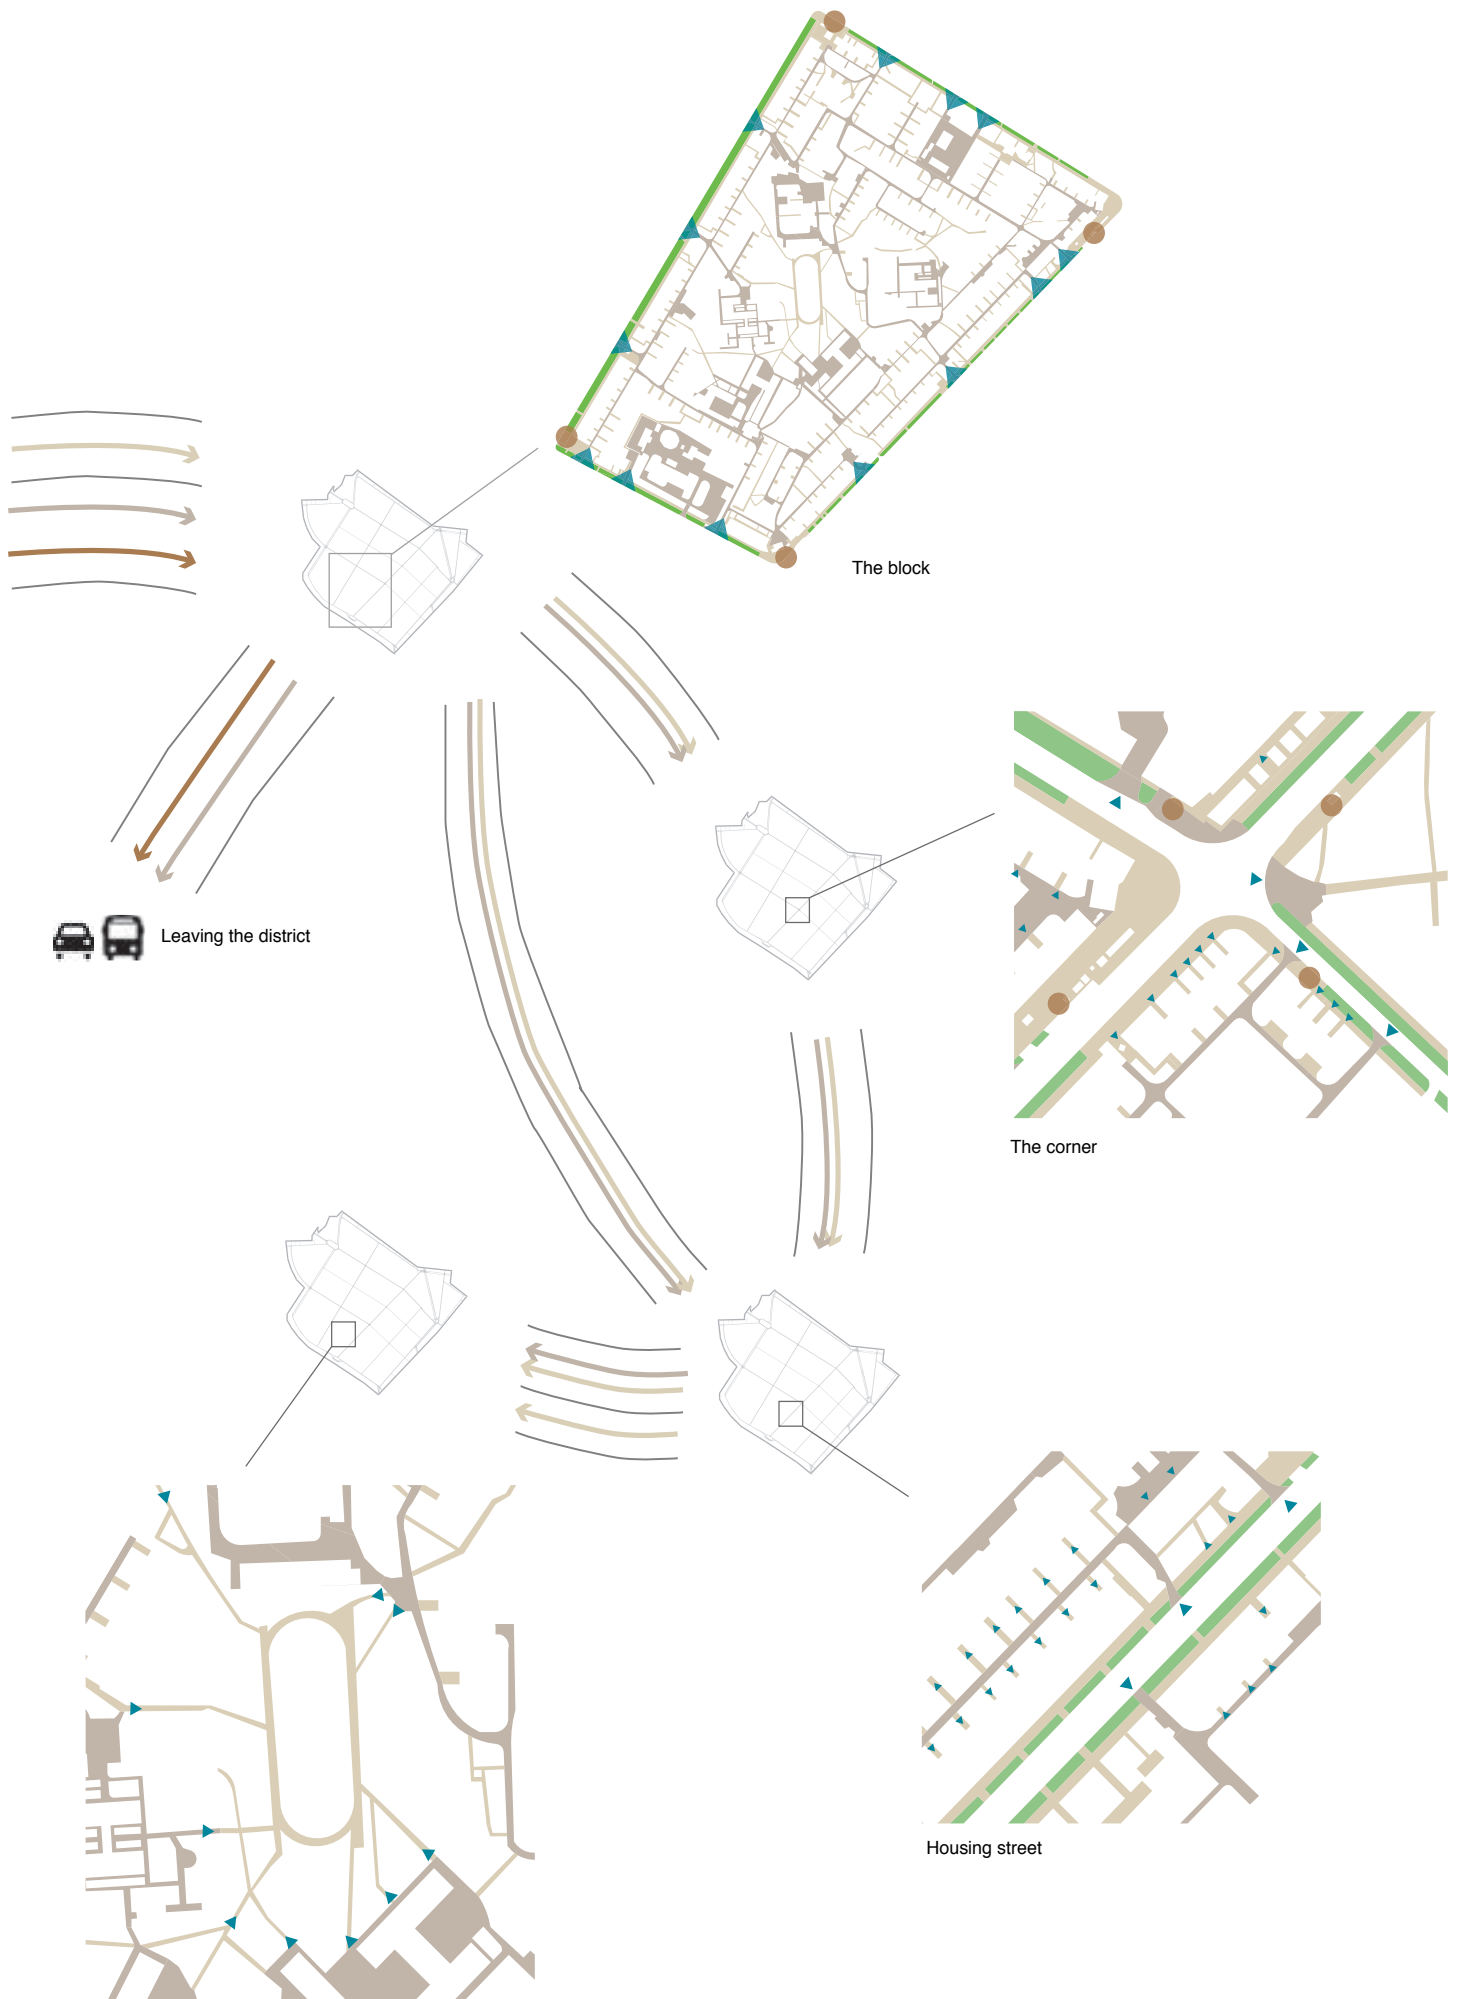 The block
Leaving the district
The corner
Housing street